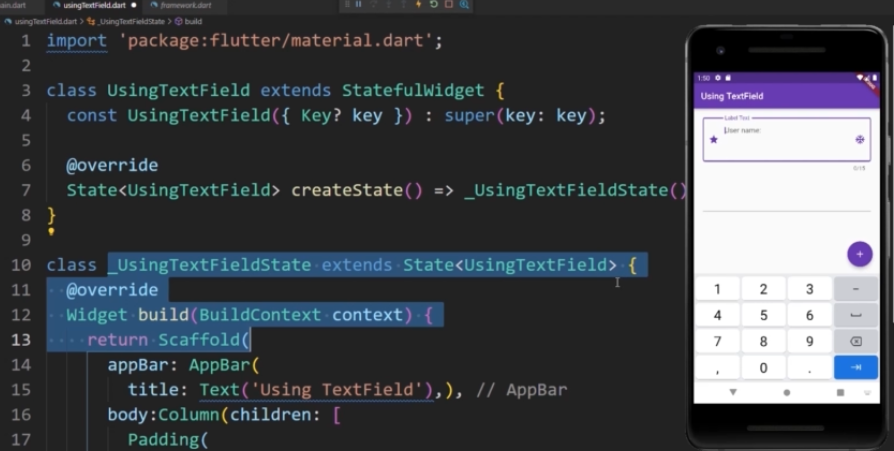 ain.dart usingTextField.dart framework.dart
usingTextField.dart > _UsingTextFieldState > build
1 import 'package:flutter/material.dart';
2
3 class UsingTextField extends StatefulWidget {
4 const UsingTextField({ Key? key }) : super(key: key);
5
6 @override
7 State<UsingTextField> createState() => _UsingTextFieldState()
8 }
9
10 class _UsingTextFieldState extends State<UsingTextField> {
11 @override
12 Widget build(BuildContext context) {
13 return Scaffold(
14 appBar: AppBar(
15 title: Text('Using TextField'),), // AppBar
16 body:Column(children: [
17 Padding(
1:50
Using TextField
Label Text
User name:
0/15
+
1 2 3 -
4 5 6
7 8 9
, 0 .